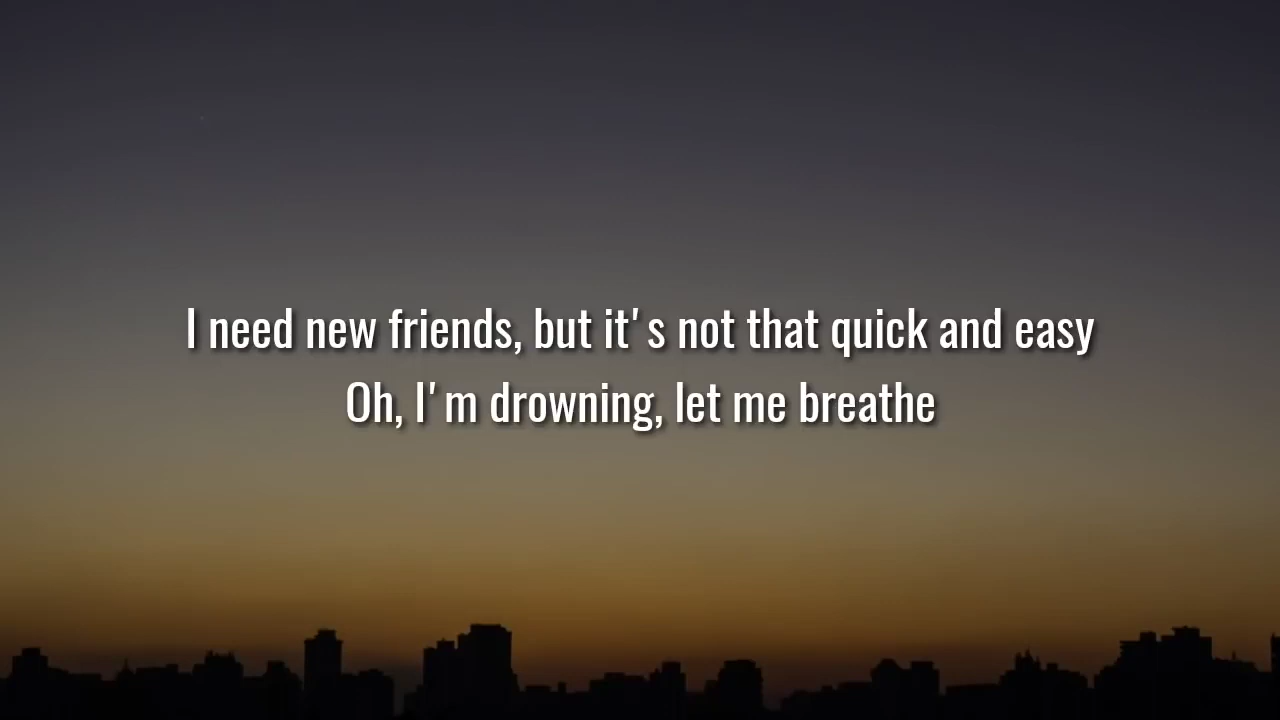 I need new friends, but it's not that quick and easy
Oh, I'm drowning, let me breathe